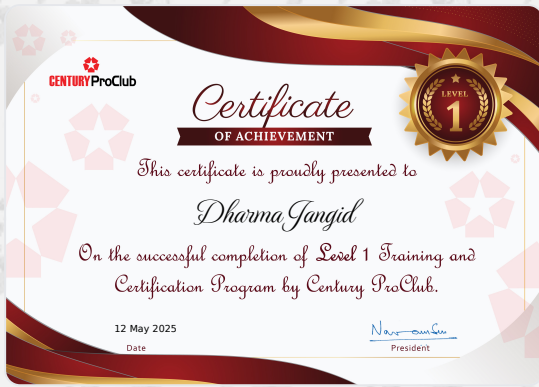 CENTURY ProClub
Certificate
OF ACHIEVEMENT
LEVEL
1
This certificate is proudly presented to
Dharma Jangid
On the successful completion of Level 1 Training and
Certification Program by Century ProClub.
12 May 2025
Date
President